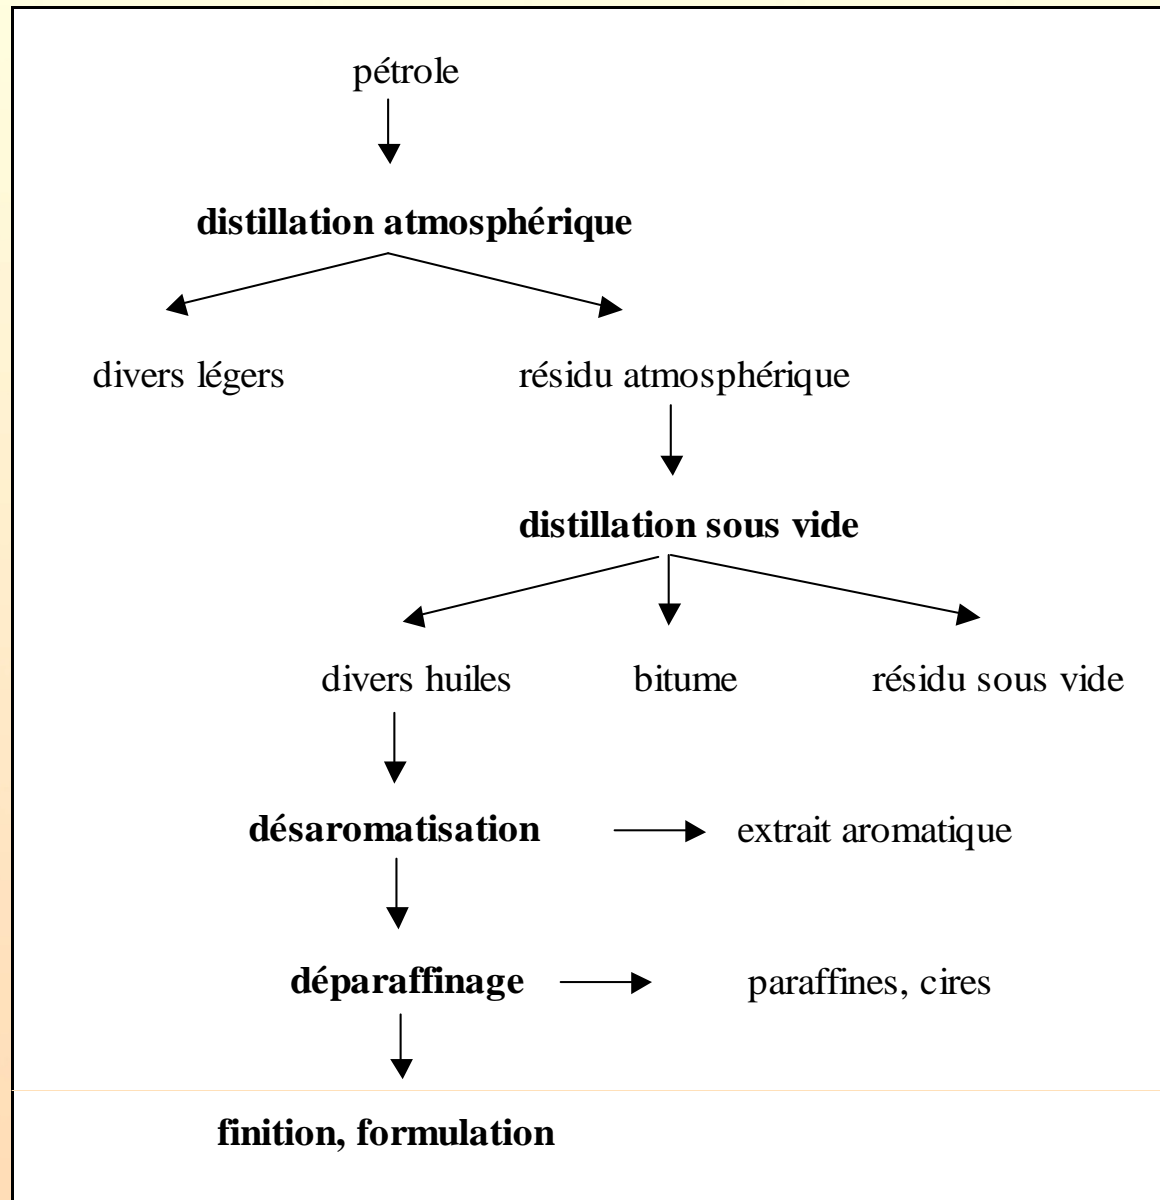 pétrole
distillation atmosphérique
divers légers résidu atmosphérique
distillation sous vide
divers huiles bitume résidu sous vide
désaromatisation extrait aromatique
déparaffinage paraffines, cires
finition, formulation